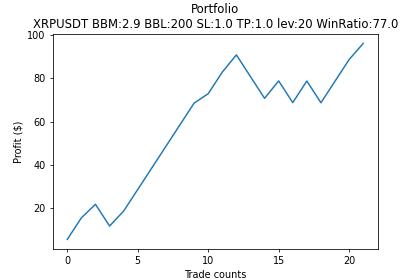 Portfolio
XRPUSDT BBM:2.9 BBL:200 SL:1.0 TP:1.0 lev:20 WinRatio:77.0
100
80
60
40
20
Profit ($)
0 5 10 15 20
Trade counts